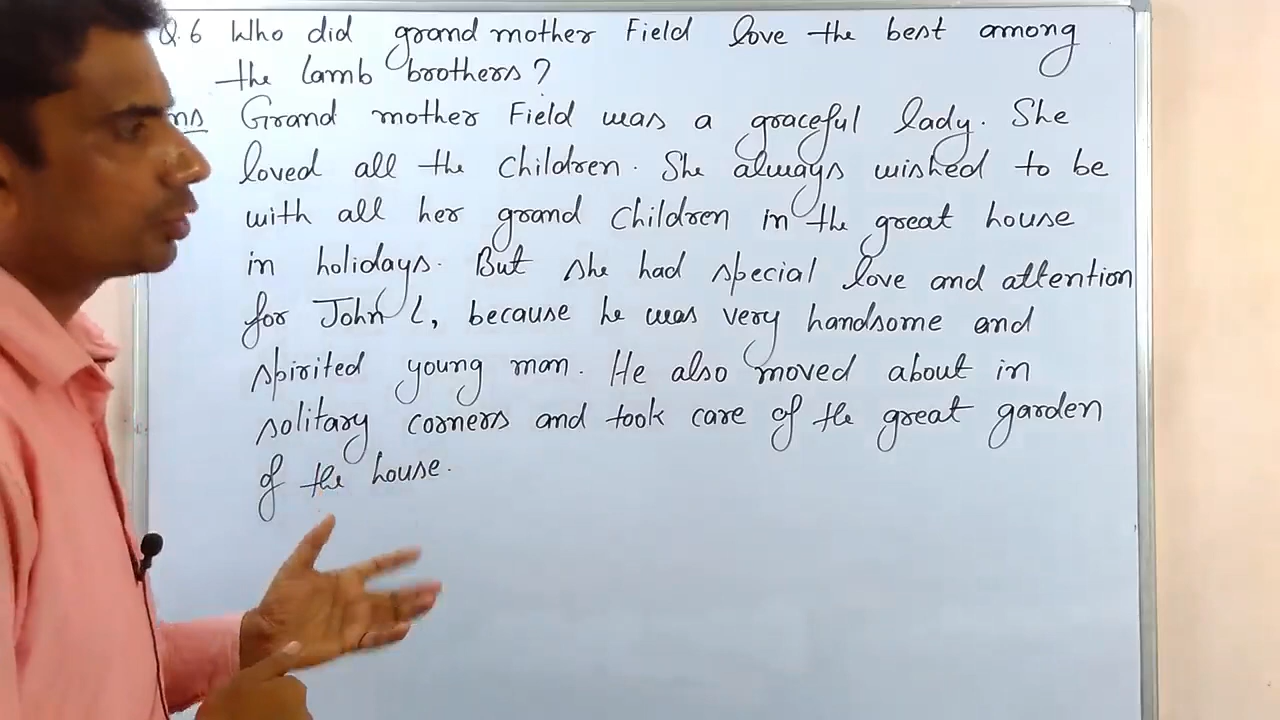 Q.6 Who did grand mother Field love the best among
the lamb brothers?
Ans Grand mother Field was a graceful lady. She
loved all the children. She always wished to be
with all her grand children in the great house
in holidays. But she had special love and attention
for John L, because he was very handsome and
spirited young man. He also moved about in
solitary corners and took care of the great garden
of the house.